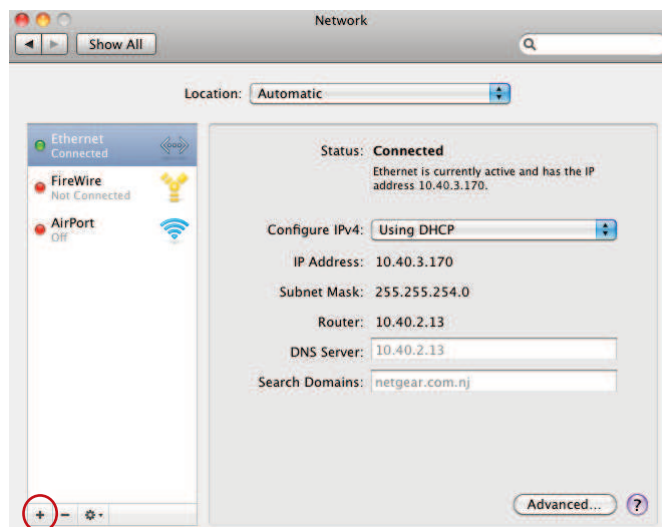 Network
Show All
Location: Automatic
Ethernet
Connected
FireWire
Not Connected
AirPort
Off
Status: Connected
Ethernet is currently active and has the IP
address 10.40.3.170.
Configure IPv4: Using DHCP
IP Address: 10.40.3.170
Subnet Mask: 255.255.254.0
Router: 10.40.2.13
DNS Server: 10.40.2.13
Search Domains: netgear.com.nj
+ −
Advanced... ?